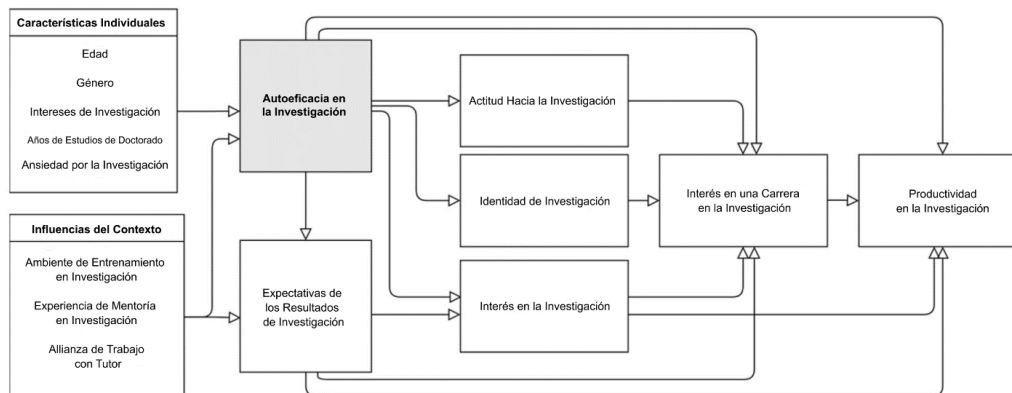 Características Individuales
Edad
Género
Intereses de Investigación
Años de Estudios de Doctorado
Ansiedad por la Investigación
Influencias del Contexto
Ambiente de Entrenamiento
en Investigación
Experiencia de Mentoría
en Investigación
Allianza de Trabajo
con Tutor
Autoeficacia en
la Investigación
Expectativas de
los Resultados
de Investigación
Actitud Hacia la Investigación
Identidad de Investigación
Interés en la Investigación
Interés en una Carrera
en la Investigación
Productividad
en la Investigación